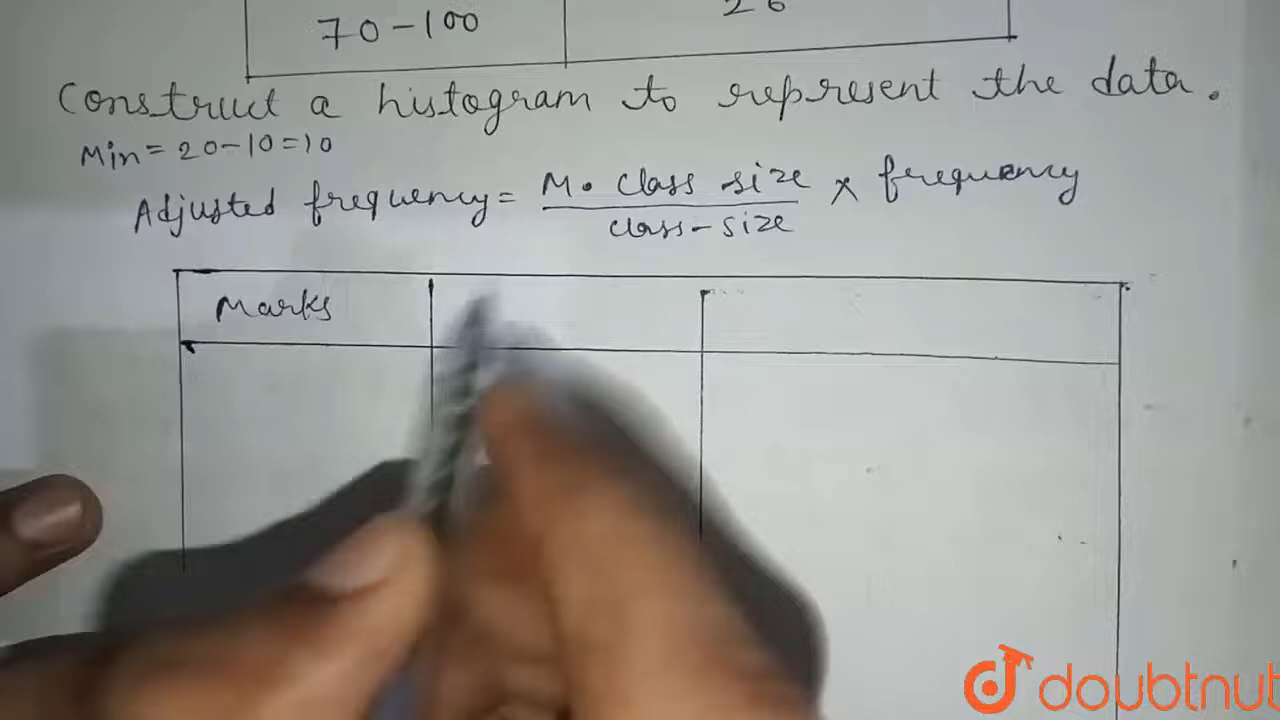 70-100
26
Construct a histogram to represent the data.
Min = 20-10=10
Adjusted frequency = M. class size / class-size × frequency
Marks
doubtnut